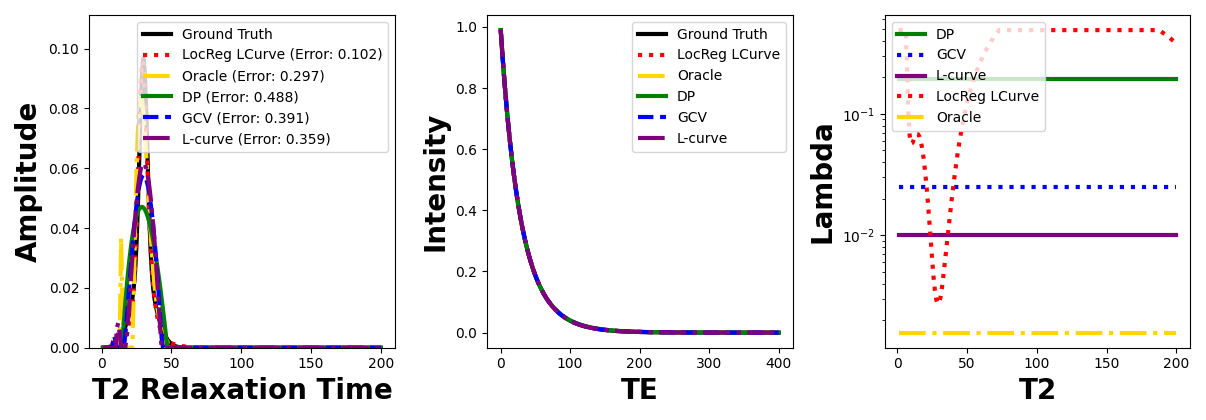 Amplitude
0.10
0.08
0.06
0.04
0.02
0.00
0
50
100
150
200
T2 Relaxation Time
Ground Truth
LocReg LCurve (Error: 0.102)
Oracle (Error: 0.297)
DP (Error: 0.488)
GCV (Error: 0.391)
L-curve (Error: 0.359)
Intensity
1.0
0.8
0.6
0.4
0.2
0.0
0
100
200
300
400
TE
Ground Truth
LocReg LCurve
Oracle
DP
GCV
L-curve
Lambda
10⁻¹
10⁻²
0
50
100
150
200
T2
DP
GCV
L-curve
LocReg LCurve
Oracle